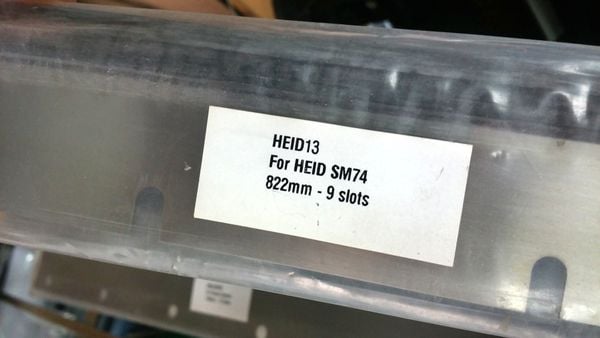 HEID13
For HEID SM74
822mm - 9 slots